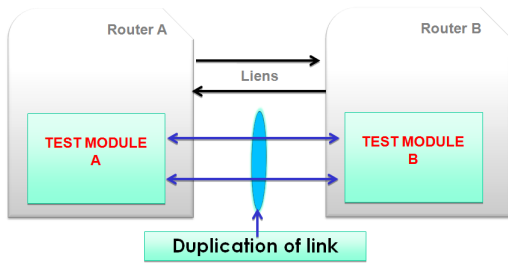 Router A
Router B
Liens
TEST MODULE
A
TEST MODULE
B
Duplication of link